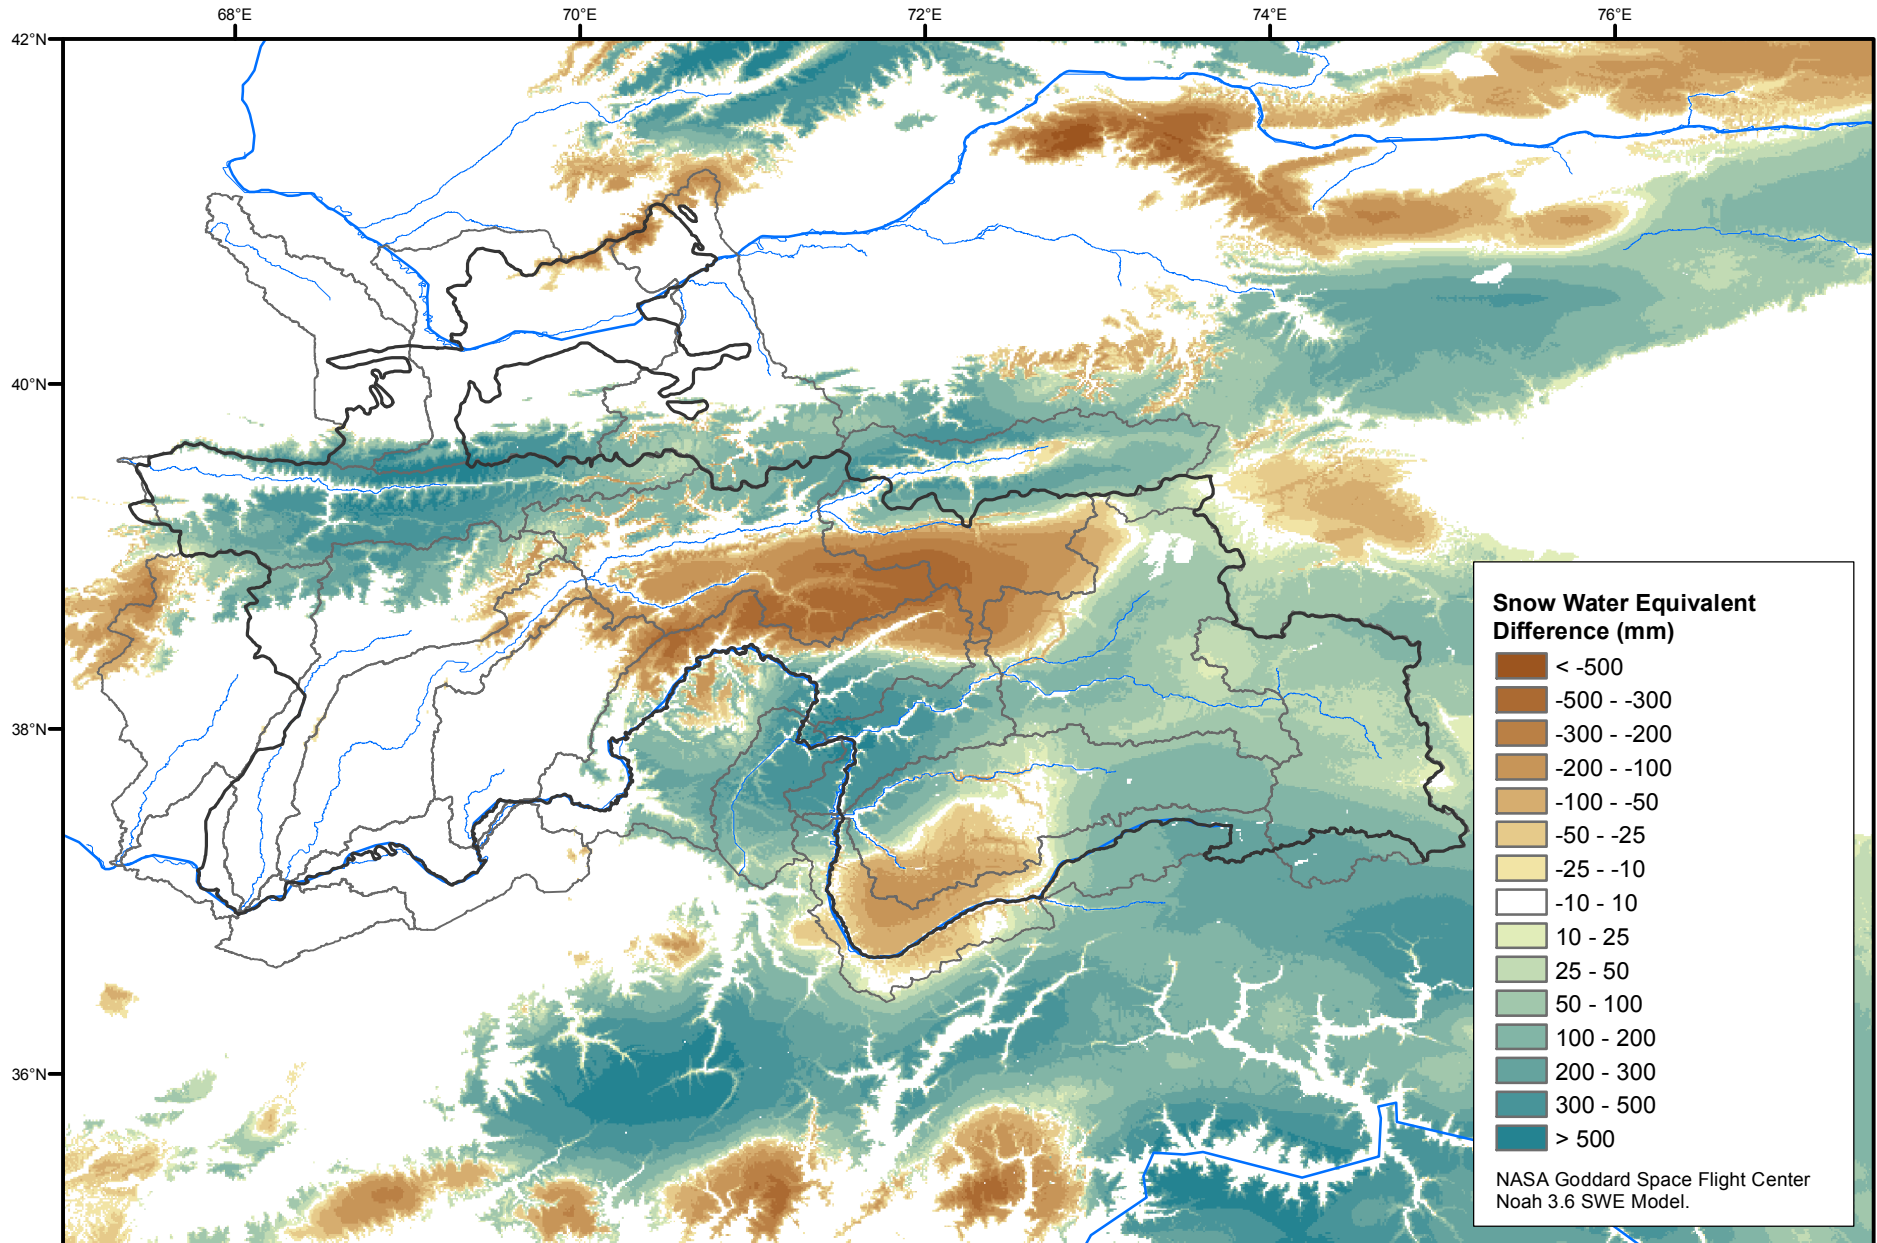 68°E
70°E
72°E
74°E
76°E
42°N
40°N
38°N
36°N
Snow Water Equivalent
Difference (mm)
< -500
-500 - -300
-300 - -200
-200 - -100
-100 - -50
-50 - -25
-25 - -10
-10 - 10
10 - 25
25 - 50
50 - 100
100 - 200
200 - 300
300 - 500
> 500
NASA Goddard Space Flight Center
Noah 3.6 SWE Model.